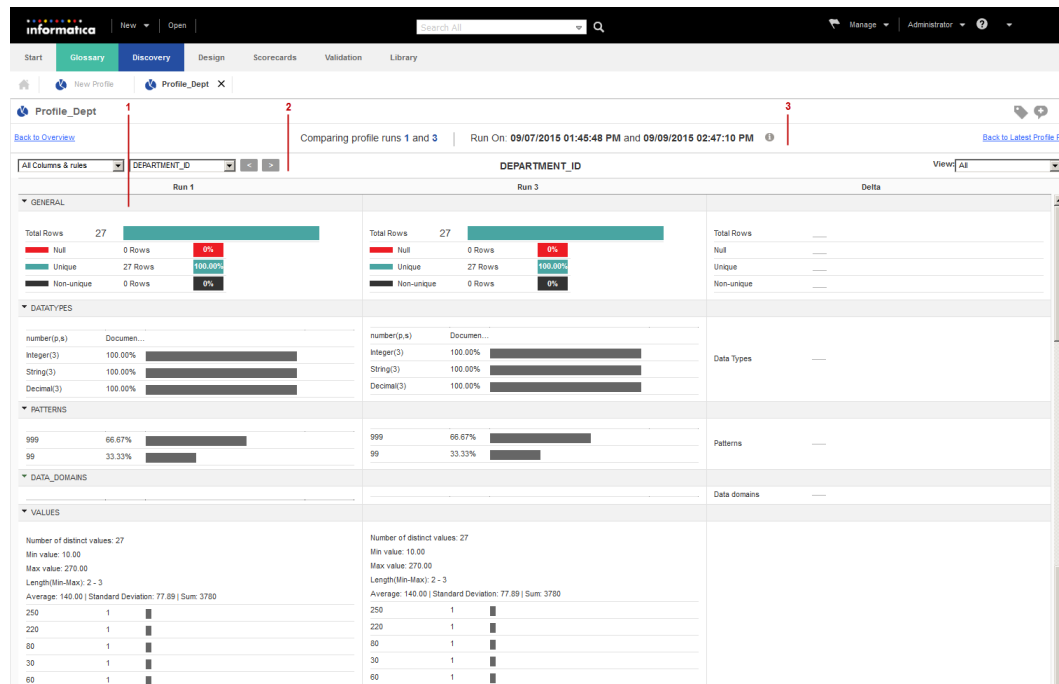 informatica New Open Search All Manage Administrator ?
Start Glossary Discovery Design Scorecards Validation Library
New Profile Profile_Dept X
Profile_Dept 1 2 3
Back to Overview Comparing profile runs 1 and 3 Run On: 09/07/2015 01:45:48 PM and 09/09/2015 02:47:10 PM Back to Latest Profile R
All Columns & rules DEPARTMENT_ID < > DEPARTMENT_ID View: All
Run 1 Run 3 Delta
GENERAL
Total Rows 27 Total Rows 27 Total Rows
Null 0 Rows 0% Null 0 Rows 0% Null
Unique 27 Rows 100.00% Unique 27 Rows 100.00% Unique
Non-unique 0 Rows 0% Non-unique 0 Rows 0% Non-unique
DATATYPES
number(p,s) Documen... number(p,s) Documen...
Integer(3) 100.00% Integer(3) 100.00% Data Types
String(3) 100.00% String(3) 100.00%
Decimal(3) 100.00% Decimal(3) 100.00%
PATTERNS
999 66.67% 999 66.67% Patterns
99 33.33% 99 33.33%
DATA_DOMAINS
Data domains
VALUES
Number of distinct values: 27 Number of distinct values: 27
Min value: 10.00 Min value: 10.00
Max value: 270.00 Max value: 270.00
Length(Min-Max): 2 - 3 Length(Min-Max): 2 - 3
Average: 140.00 | Standard Deviation: 77.89 | Sum: 3780 Average: 140.00 | Standard Deviation: 77.89 | Sum: 3780
250 1 250 1
220 1 220 1
80 1 80 1
30 1 30 1
60 1 60 1